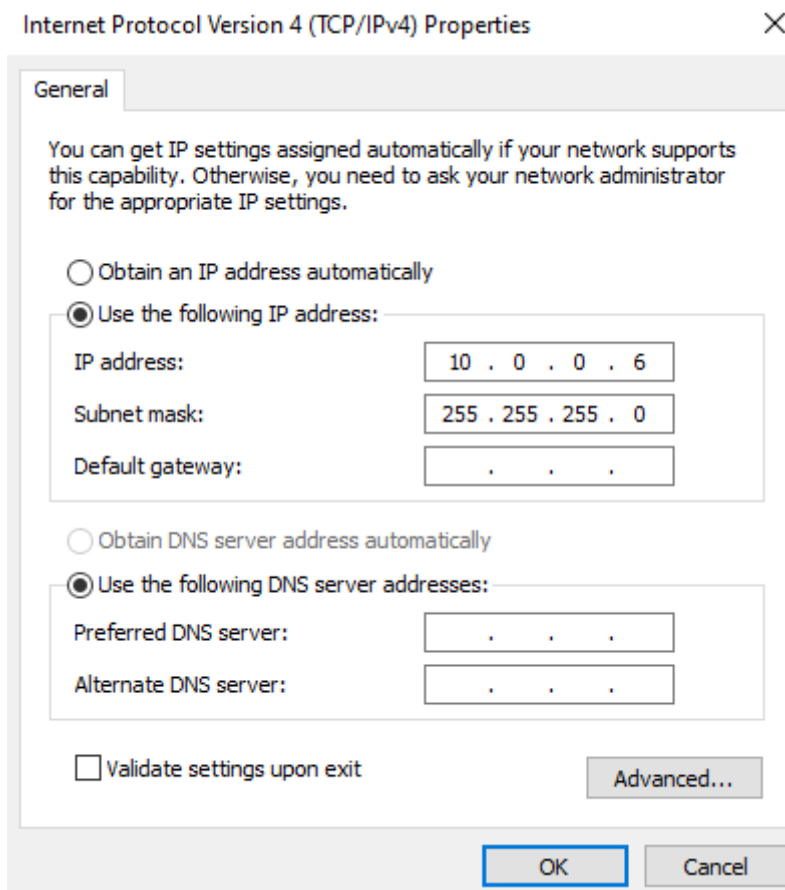 Internet Protocol Version 4 (TCP/IPv4) Properties
General
You can get IP settings assigned automatically if your network supports
this capability. Otherwise, you need to ask your network administrator
for the appropriate IP settings.
Obtain an IP address automatically
Use the following IP address:
IP address: 10 . 0 . 0 . 6
Subnet mask: 255 . 255 . 255 . 0
Default gateway: . . .
Obtain DNS server address automatically
Use the following DNS server addresses:
Preferred DNS server: . . .
Alternate DNS server: . . .
Validate settings upon exit
Advanced...
OK Cancel